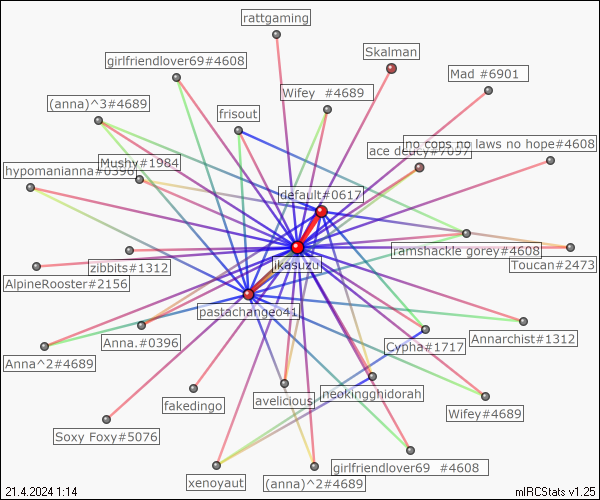 rattgaming
Skalman
girlfriendlover69#4608
Mad #6901
Wifey  #4689
(anna)^3#4689
frisout
no cops no laws no hope#4608
ace deucy#7697
Mushy#1984
hypomanianna#0396
default#0617
ramshackle gorey#4608
jkasuzu
Toucan#2473
zibbits#1312
AlpineRooster#2156
pastachangeo41
Anna.#0396
Cypha#1717
Annarchist#1312
Anna^2#4689
neokingghidorah
avelicious
fakedingo
Wifey#4689
Soxy Foxy#5076
girlfriendlover69  #4608
xenoyaut
(anna)^2#4689
21.4.2024 1:14
mIRCStats v1.25